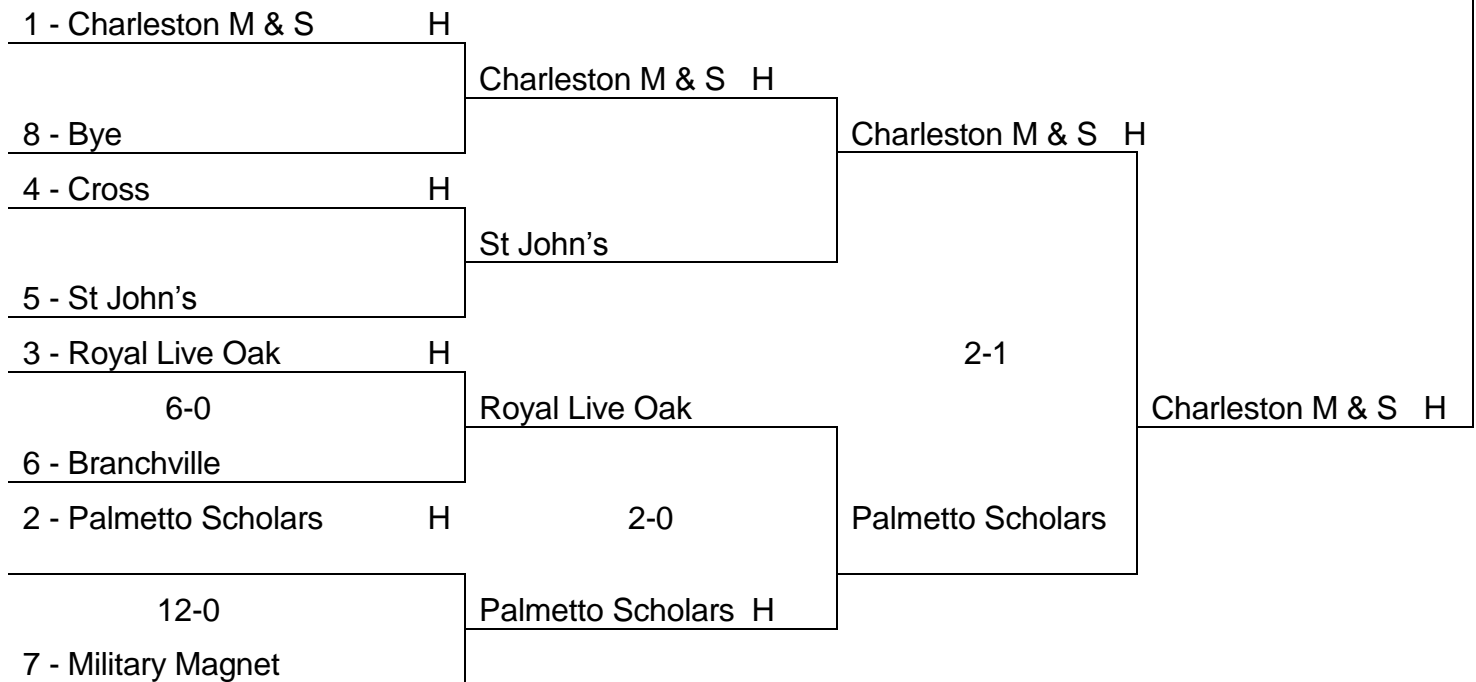 1 - Charleston M & S H
Charleston M & S H
8 - Bye
Charleston M & S H
4 - Cross H
St John’s
5 - St John’s
3 - Royal Live Oak H
2-1
6-0
Royal Live Oak
Charleston M & S H
6 - Branchville
2 - Palmetto Scholars H
2-0
Palmetto Scholars
12-0
Palmetto Scholars H
7 - Military Magnet